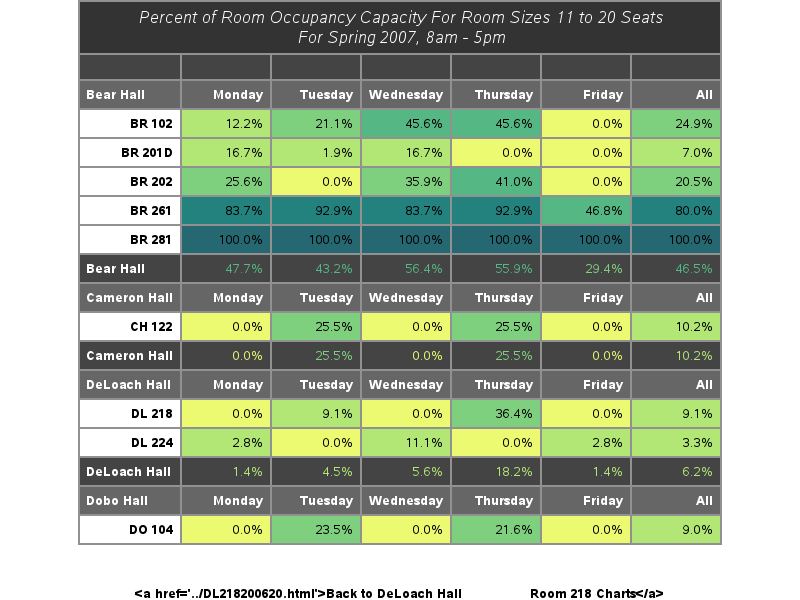 Percent of Room Occupancy Capacity For Room Sizes 11 to 20 Seats
For Spring 2007, 8am - 5pm
Bear Hall Monday Tuesday Wednesday Thursday Friday All
BR 102 12.2% 21.1% 45.6% 45.6% 0.0% 24.9%
BR 201D 16.7% 1.9% 16.7% 0.0% 0.0% 7.0%
BR 202 25.6% 0.0% 35.9% 41.0% 0.0% 20.5%
BR 261 83.7% 92.9% 83.7% 92.9% 46.8% 80.0%
BR 281 100.0% 100.0% 100.0% 100.0% 100.0% 100.0%
Bear Hall 47.7% 43.2% 56.4% 55.9% 29.4% 46.5%
Cameron Hall Monday Tuesday Wednesday Thursday Friday All
CH 122 0.0% 25.5% 0.0% 25.5% 0.0% 10.2%
Cameron Hall 0.0% 25.5% 0.0% 25.5% 0.0% 10.2%
DeLoach Hall Monday Tuesday Wednesday Thursday Friday All
DL 218 0.0% 9.1% 0.0% 36.4% 0.0% 9.1%
DL 224 2.8% 0.0% 11.1% 0.0% 2.8% 3.3%
DeLoach Hall 1.4% 4.5% 5.6% 18.2% 1.4% 6.2%
Dobo Hall Monday Tuesday Wednesday Thursday Friday All
DO 104 0.0% 23.5% 0.0% 21.6% 0.0% 9.0%
<a href='../DL218200620.html'>Back to DeLoach Hall Room 218 Charts</a>